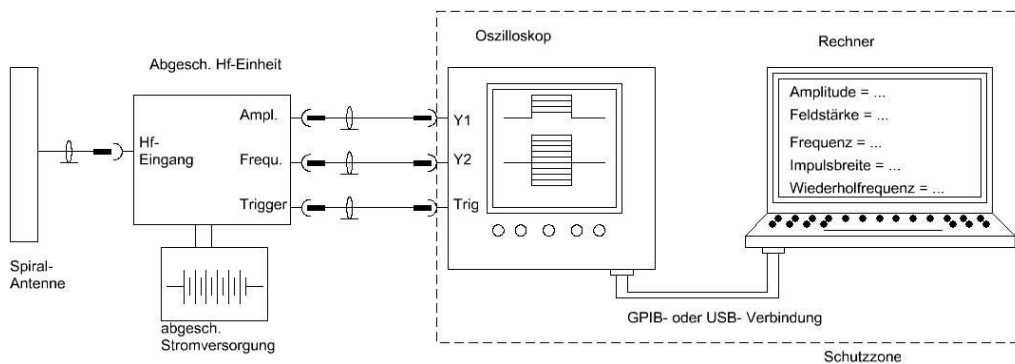 Spiral-
Antenne
Abgesch. Hf-Einheit
Hf-
Eingang
Ampl.
Frequ.
Trigger
abgesch.
Stromversorgung
Oszilloskop
Y1
Y2
Trig
Rechner
Amplitude = ...
Feldstärke = ...
Frequenz = ...
Impulsbreite = ...
Wiederholfrequenz = ...
GPIB- oder USB- Verbindung
Schutzzone